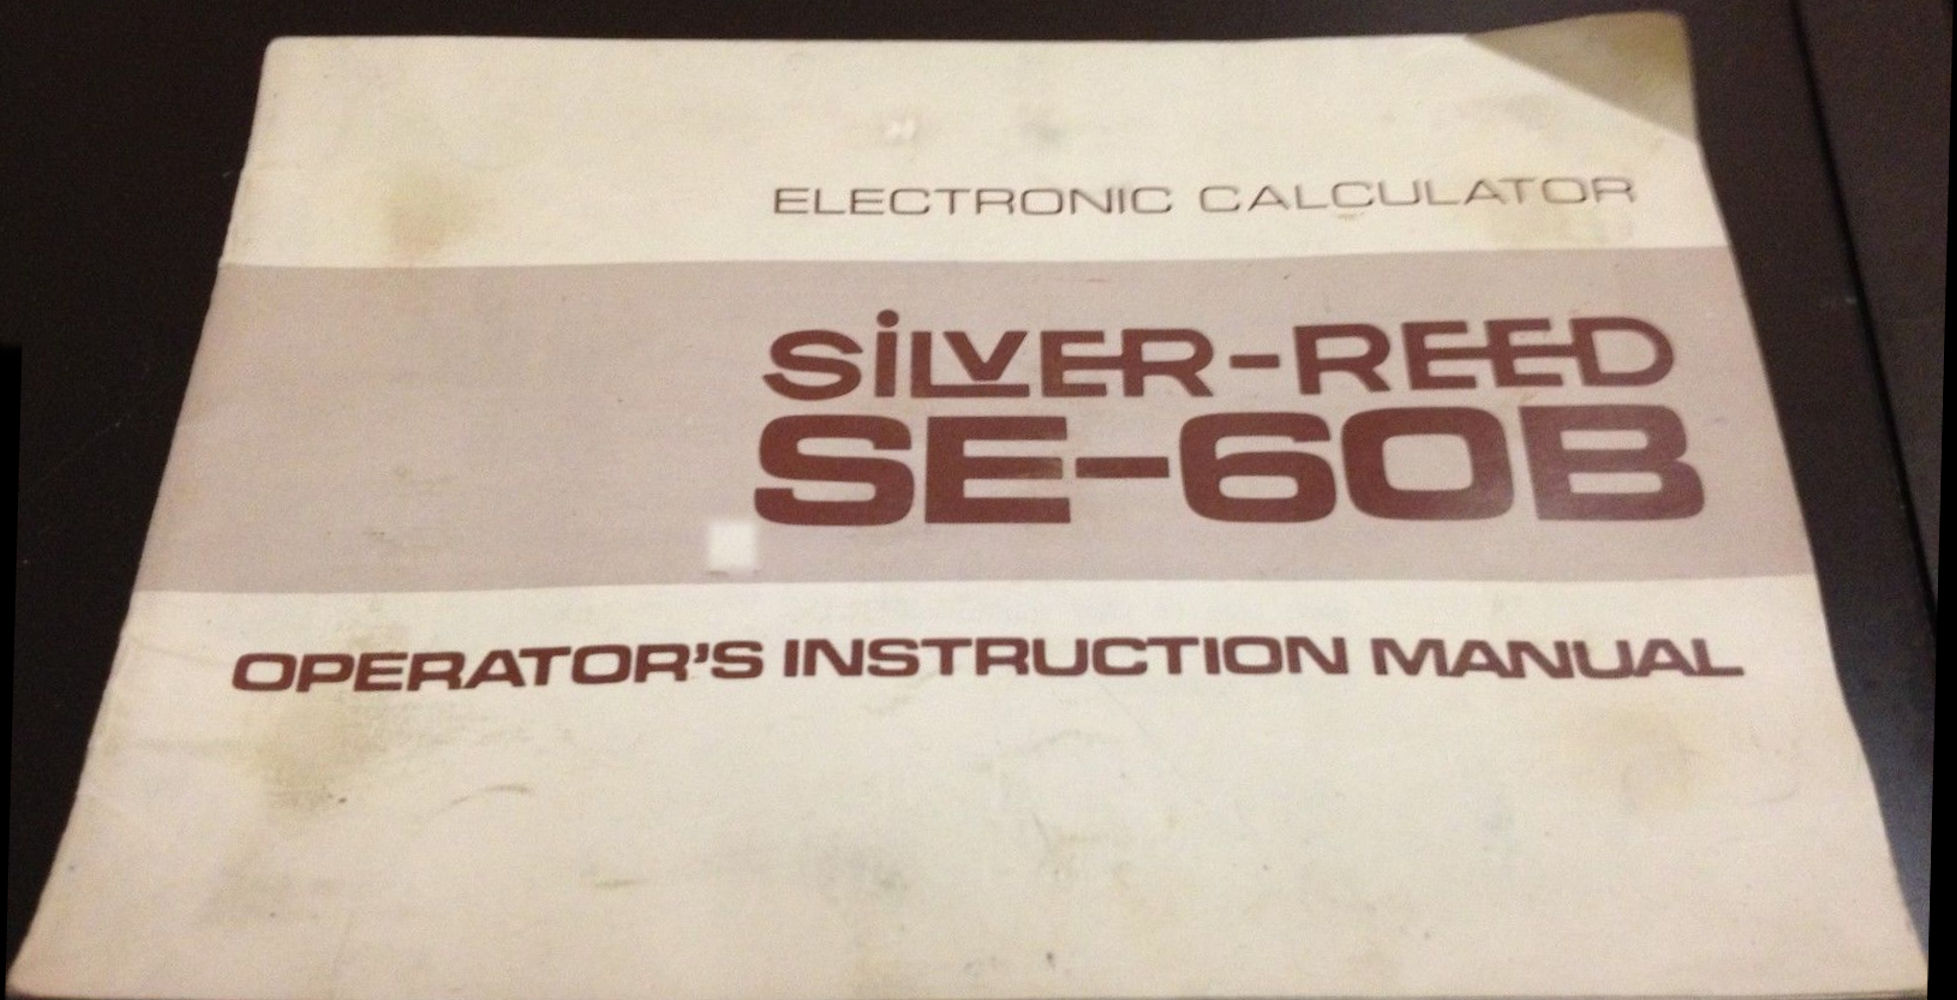 ELECTRONIC CALCULATOR
SiLVER-REED
SE-60B
OPERATOR'S INSTRUCTION MANUAL